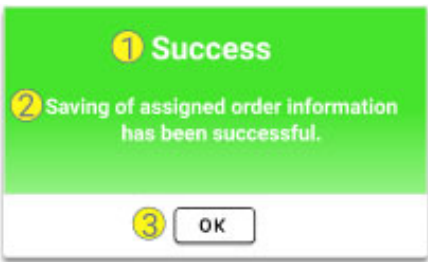 1 Success
2 Saving of assigned order information
has been successful.
3 OK